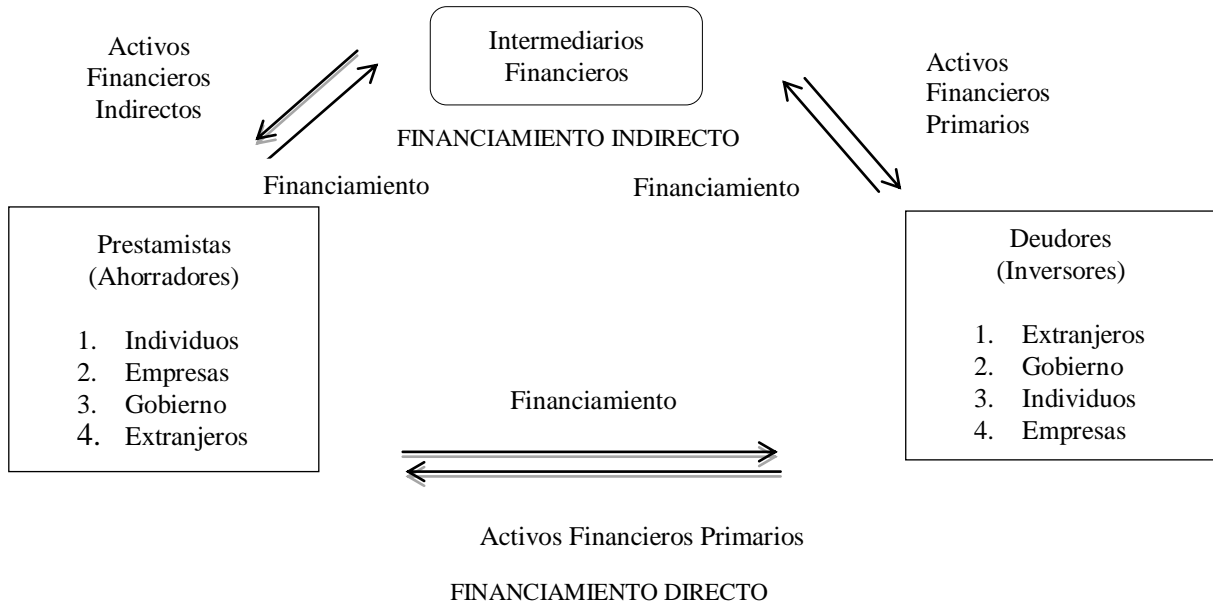 Activos
Financieros
Indirectos
Intermediarios
Financieros
Activos
Financieros
Primarios
FINANCIAMIENTO INDIRECTO
Financiamiento
Financiamiento
Prestamistas
(Ahorradores)
1. Individuos
2. Empresas
3. Gobierno
4. Extranjeros
Deudores
(Inversores)
1. Extranjeros
2. Gobierno
3. Individuos
4. Empresas
Financiamiento
Activos Financieros Primarios
FINANCIAMIENTO DIRECTO